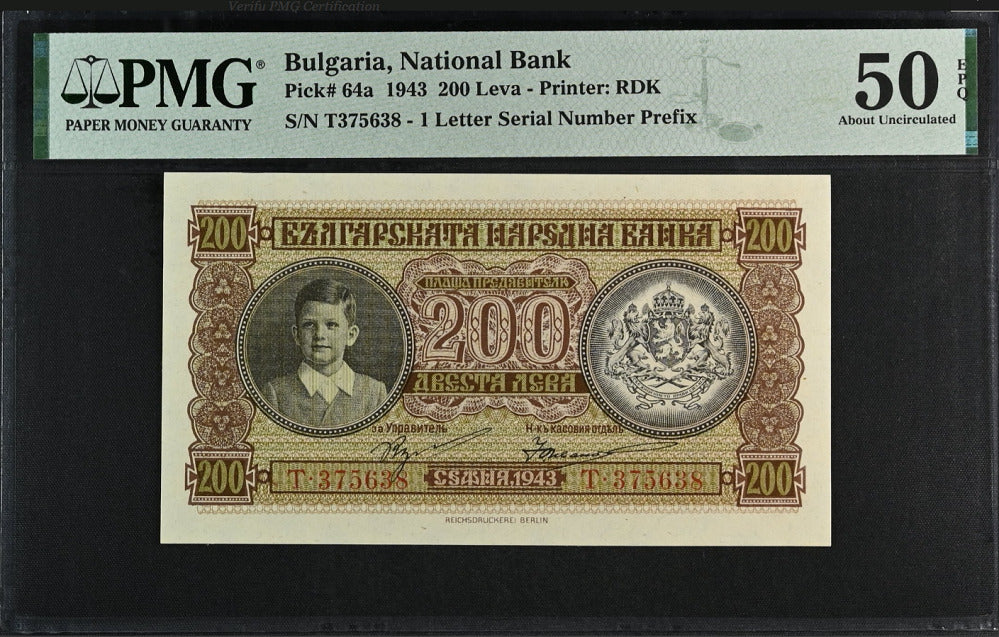 Verify PMG Certification
PMG®
PAPER MONEY GUARANTY
Bulgaria, National Bank
Pick# 64a 1943 200 Leva - Printer: RDK
S/N T375638 - 1 Letter Serial Number Prefix
50
EPQ
About Uncirculated
200 БЪЛГАРСКАТА НАРОДНА БАНКА 200
ПЛАЩА ПРЕДЯВИТЕЛЮ
200
ДВЕСТА ЛЕВА
за Управитель Н-къ касовия отдѣлъ
200 Т·375638 СОФИЯ.1943 Т·375638 200
REICHSDRUCKEREI BERLIN